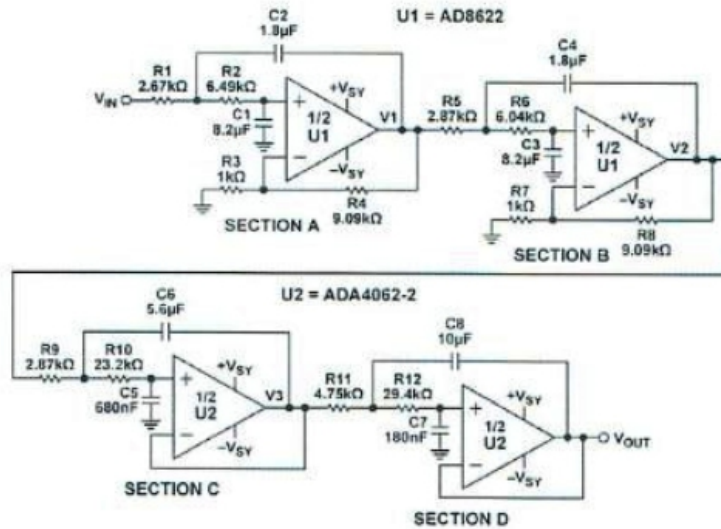 U1 = AD8622
C2
1.8µF
R1
2.67kΩ
R2
6.49kΩ
VIN
C1
8.2µF
+VSY
1/2
U1
V1
−VSY
R3
1kΩ
R4
9.09kΩ
SECTION A
C4
1.8µF
R5
2.87kΩ
R6
6.04kΩ
C3
8.2µF
+VSY
1/2
U1
V2
−VSY
R7
1kΩ
R8
9.09kΩ
SECTION B
U2 = ADA4062-2
C6
5.6µF
R9
2.87kΩ
R10
23.2kΩ
C5
680nF
+VSY
1/2
U2
V3
−VSY
SECTION C
C8
10µF
R11
4.75kΩ
R12
29.4kΩ
C7
180nF
+VSY
1/2
U2
VOUT
−VSY
SECTION D